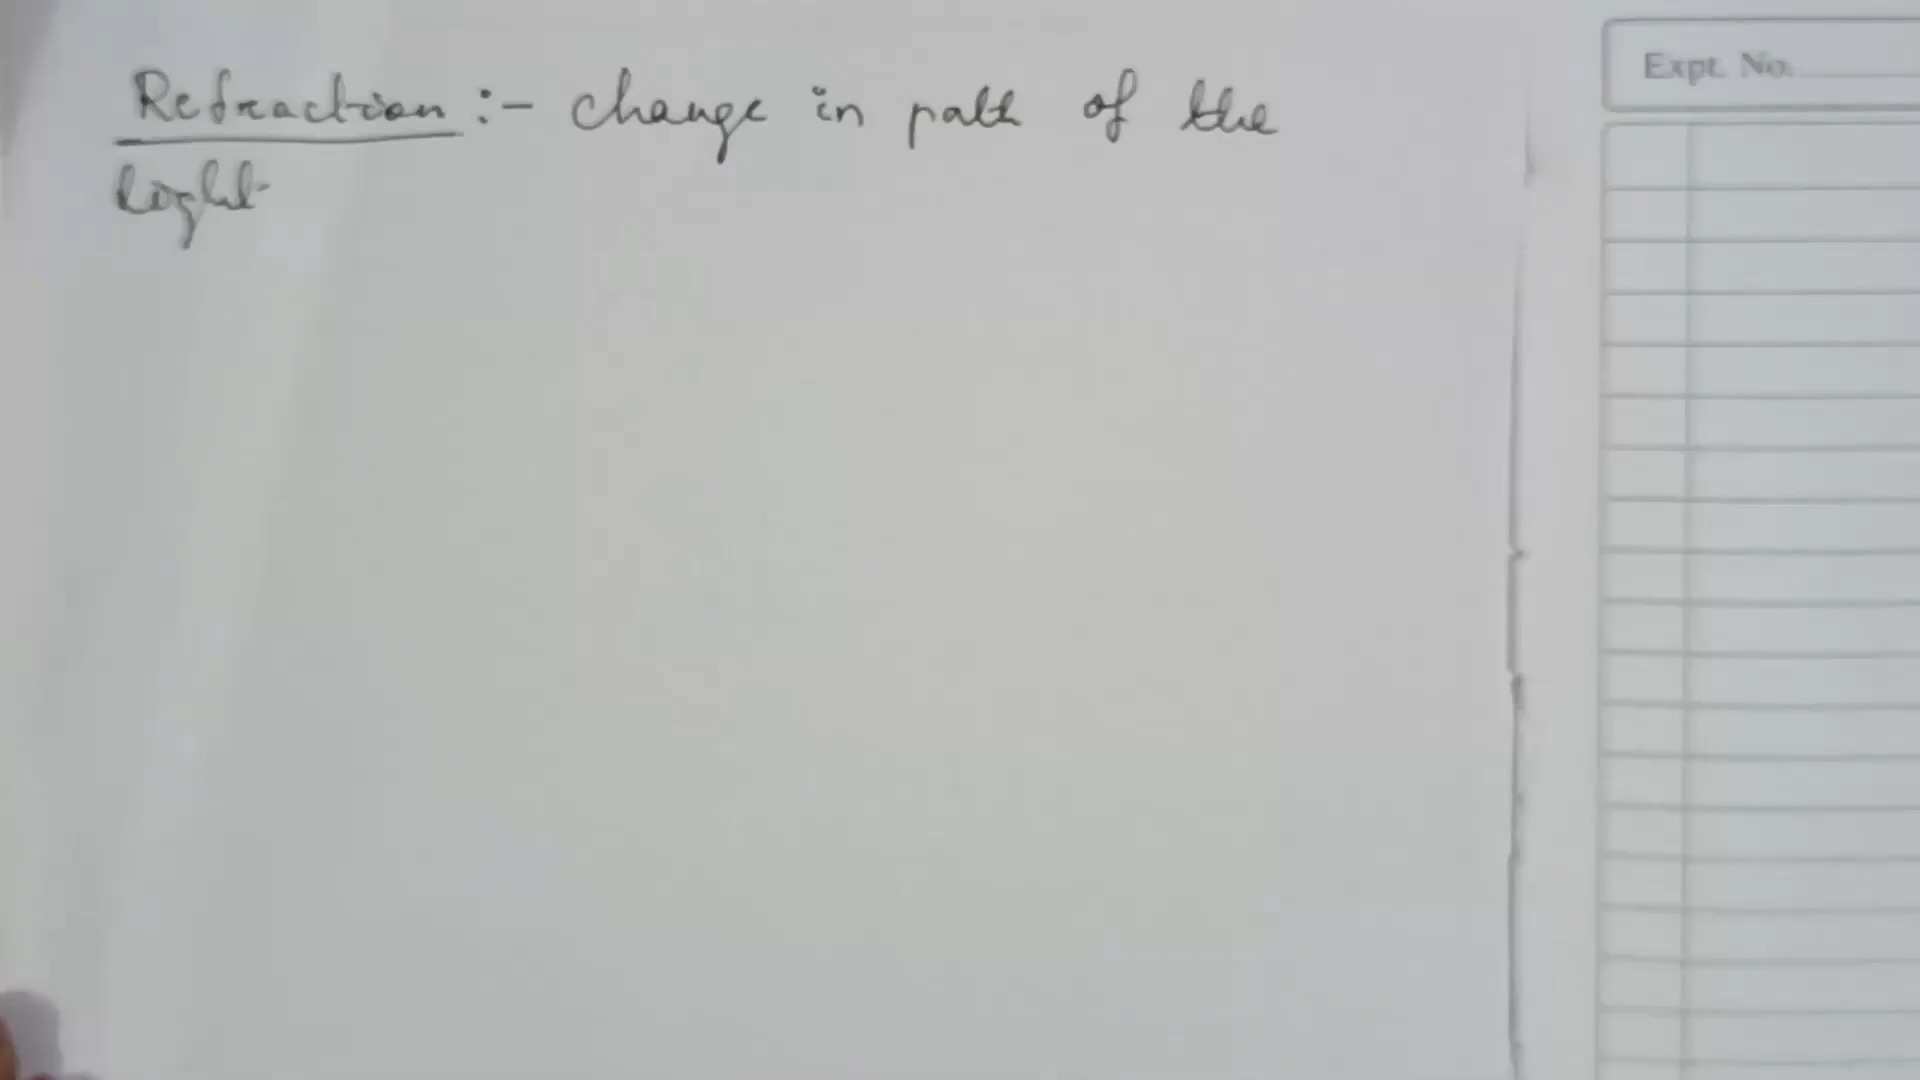 Refraction :- change in path of the
light
Expt. No.